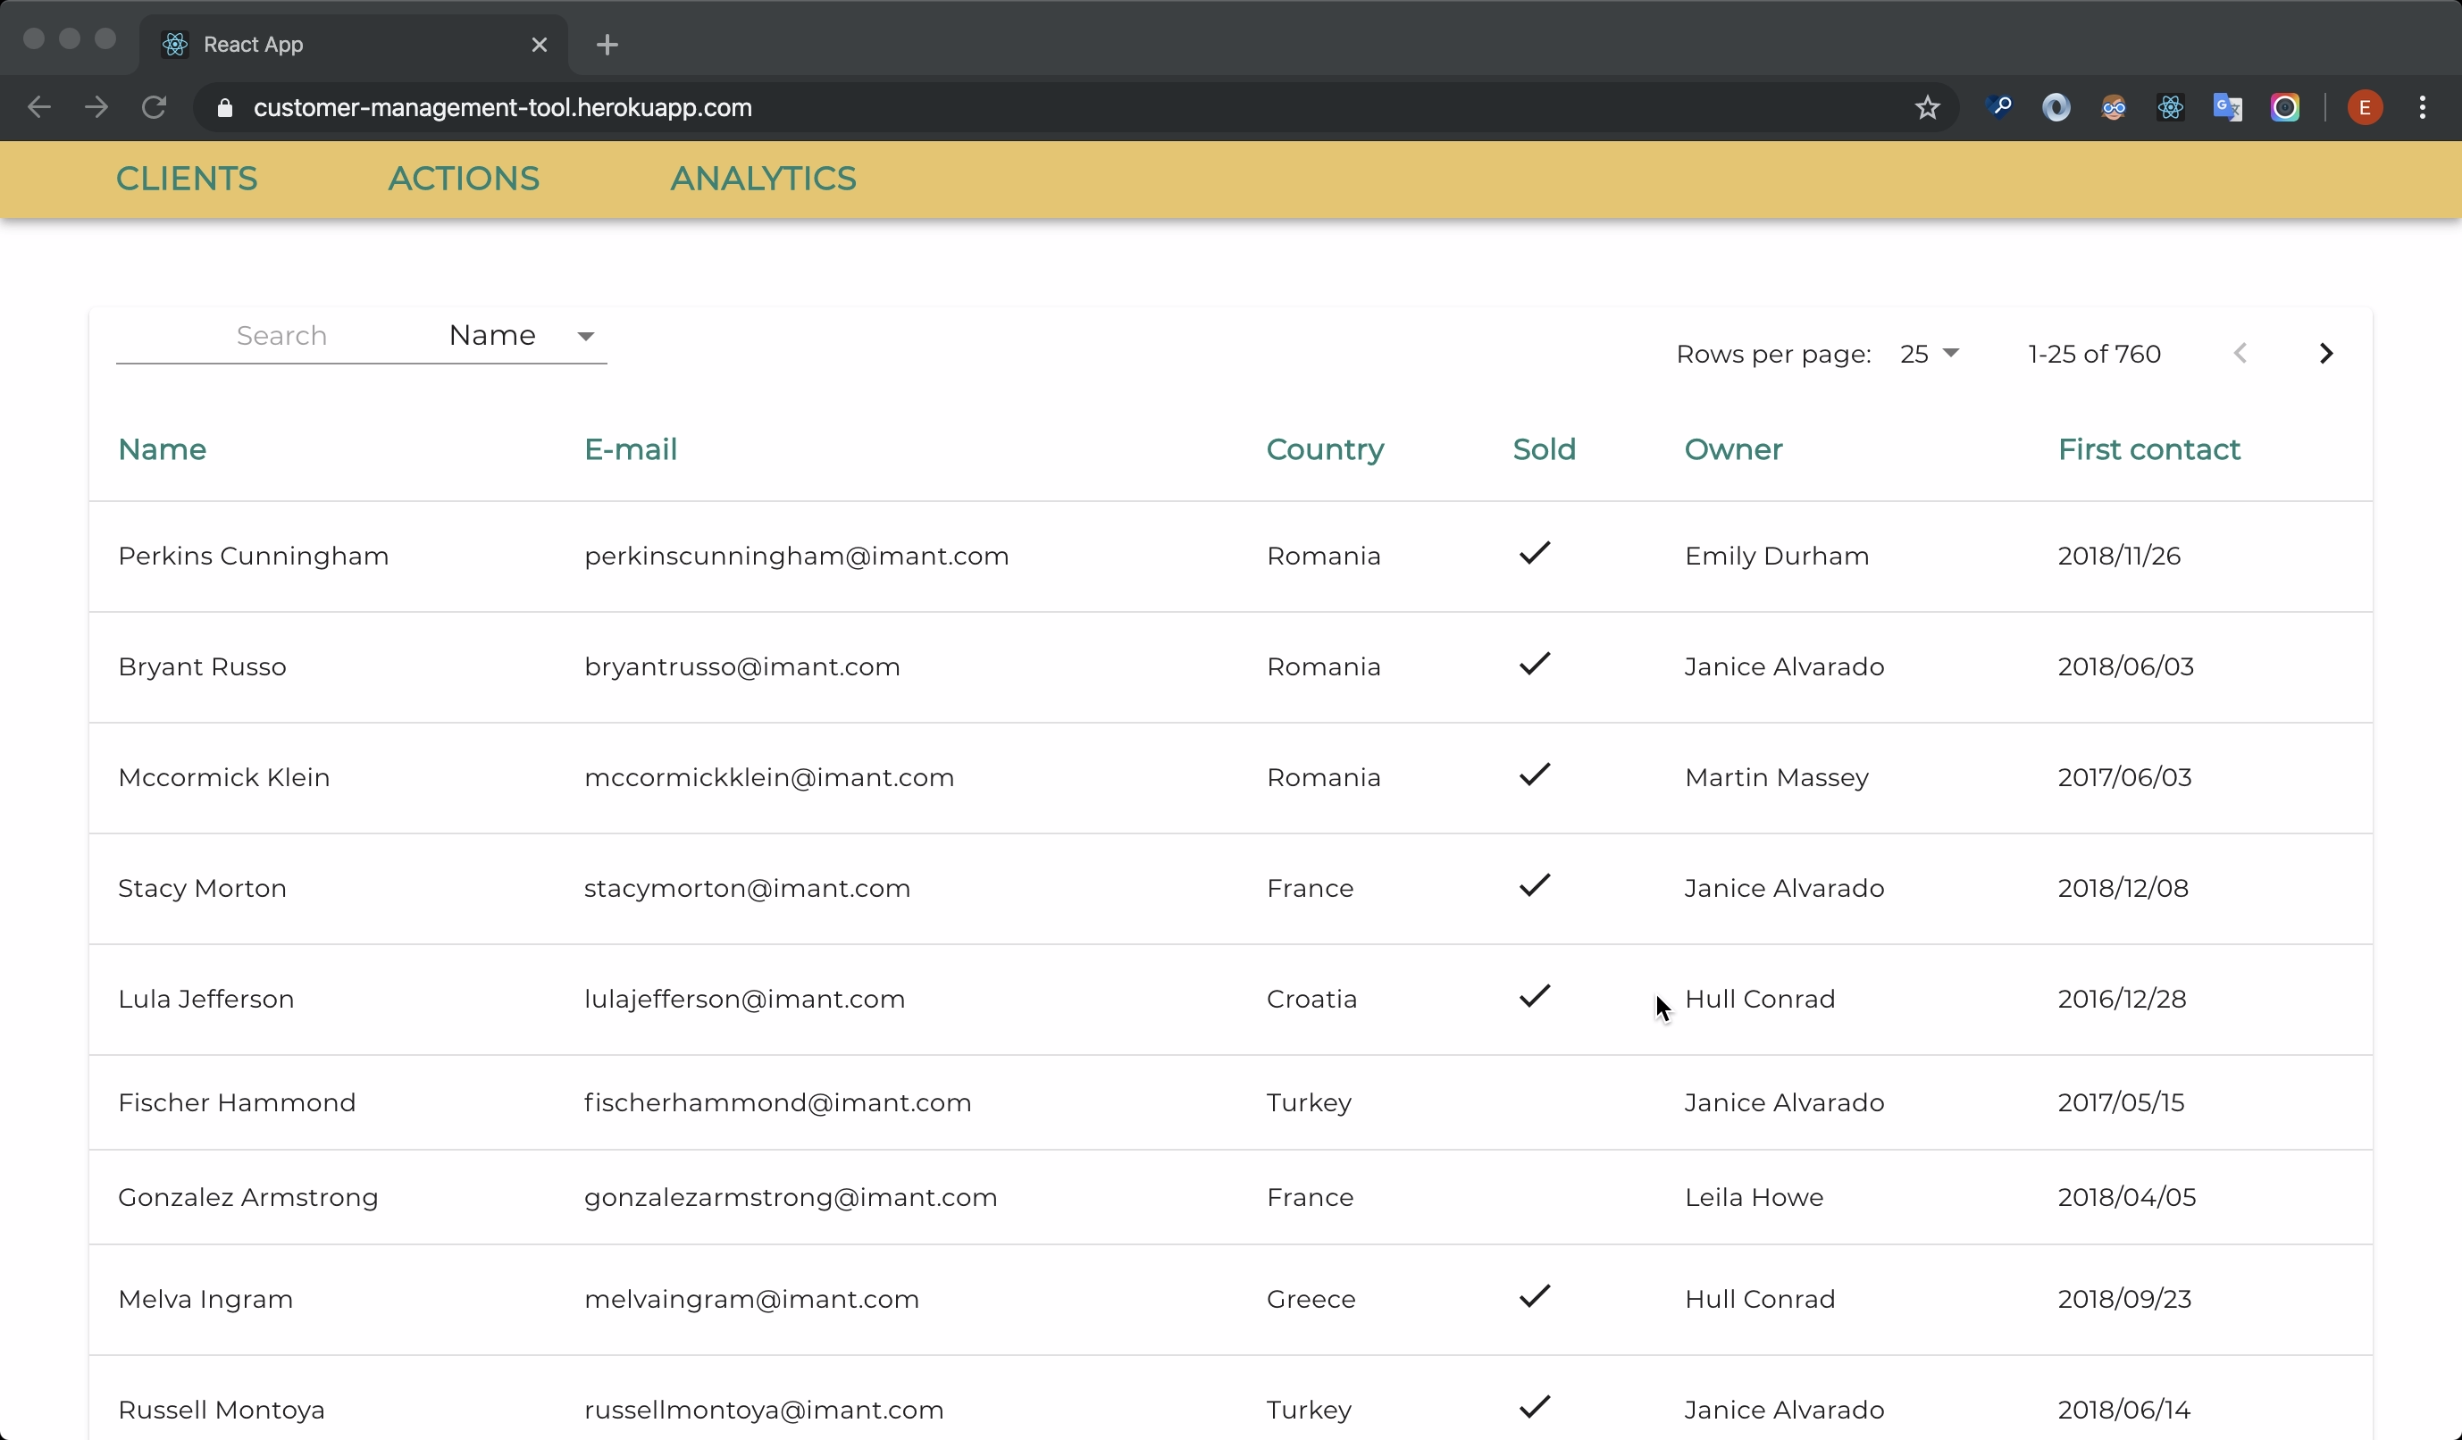 React App
customer-management-tool.herokuapp.com
E
CLIENTS ACTIONS ANALYTICS
Search Name Rows per page: 25 1-25 of 760
Name E-mail Country Sold Owner First contact
Perkins Cunningham perkinscunningham@imant.com Romania Emily Durham 2018/11/26
Bryant Russo bryantrusso@imant.com Romania Janice Alvarado 2018/06/03
Mccormick Klein mccormickklein@imant.com Romania Martin Massey 2017/06/03
Stacy Morton stacymorton@imant.com France Janice Alvarado 2018/12/08
Lula Jefferson lulajefferson@imant.com Croatia Hull Conrad 2016/12/28
Fischer Hammond fischerhammond@imant.com Turkey Janice Alvarado 2017/05/15
Gonzalez Armstrong gonzalezarmstrong@imant.com France Leila Howe 2018/04/05
Melva Ingram melvaingram@imant.com Greece Hull Conrad 2018/09/23
Russell Montoya russellmontoya@imant.com Turkey Janice Alvarado 2018/06/14